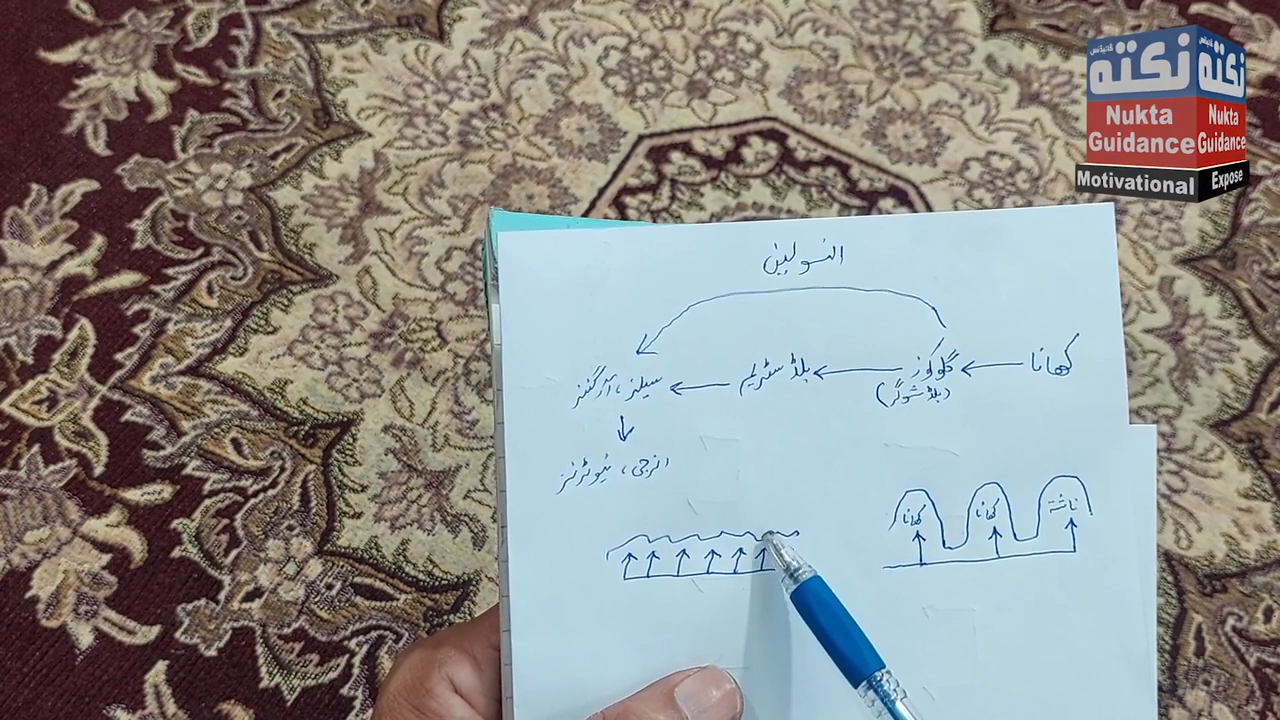 گائیڈنس
نکتہ
نکتہ
Nukta
Guidance
Nukta
Guidance
Motivational
Expose
انسولین
کھانا ← گلوکوز ← بلڈ سٹریم ← سیلز، آرگنز
(بلڈ شوگر)
↓
انرجی، نیوٹرنز
ناشتہ کھانا کھانا